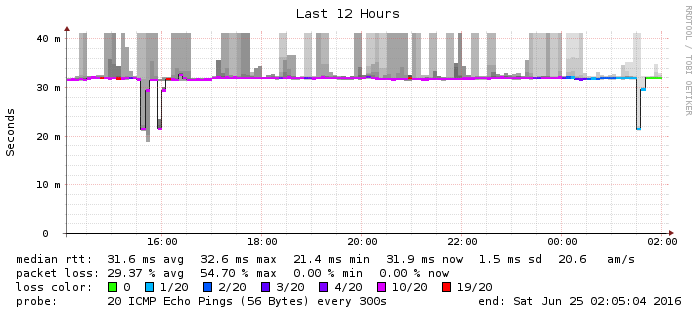 Last 12 Hours
RRDTOOL / TOBI OETIKER
Seconds
40 m
30 m
20 m
10 m
0
16:00 18:00 20:00 22:00 00:00 02:00
median rtt: 31.6 ms avg 32.6 ms max 21.4 ms min 31.9 ms now 1.5 ms sd 20.6 am/s
packet loss: 29.37 % avg 54.70 % max 0.00 % min 0.00 % now
loss color: 0 1/20 2/20 3/20 4/20 10/20 19/20
probe: 20 ICMP Echo Pings (56 Bytes) every 300s end: Sat Jun 25 02:05:04 2016